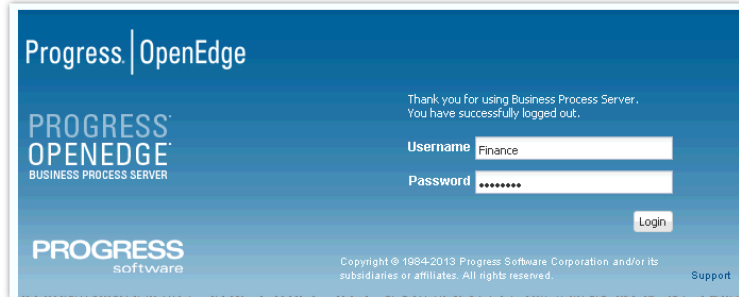 Progress. OpenEdge
Thank you for using Business Process Server.
You have successfully logged out.
PROGRESS
OPENEDGE
BUSINESS PROCESS SERVER
Username Finance
Password ••••••••
Login
PROGRESS
software
Copyright © 1984-2013 Progress Software Corporation and/or its
subsidiaries or affiliates. All rights reserved.
Support